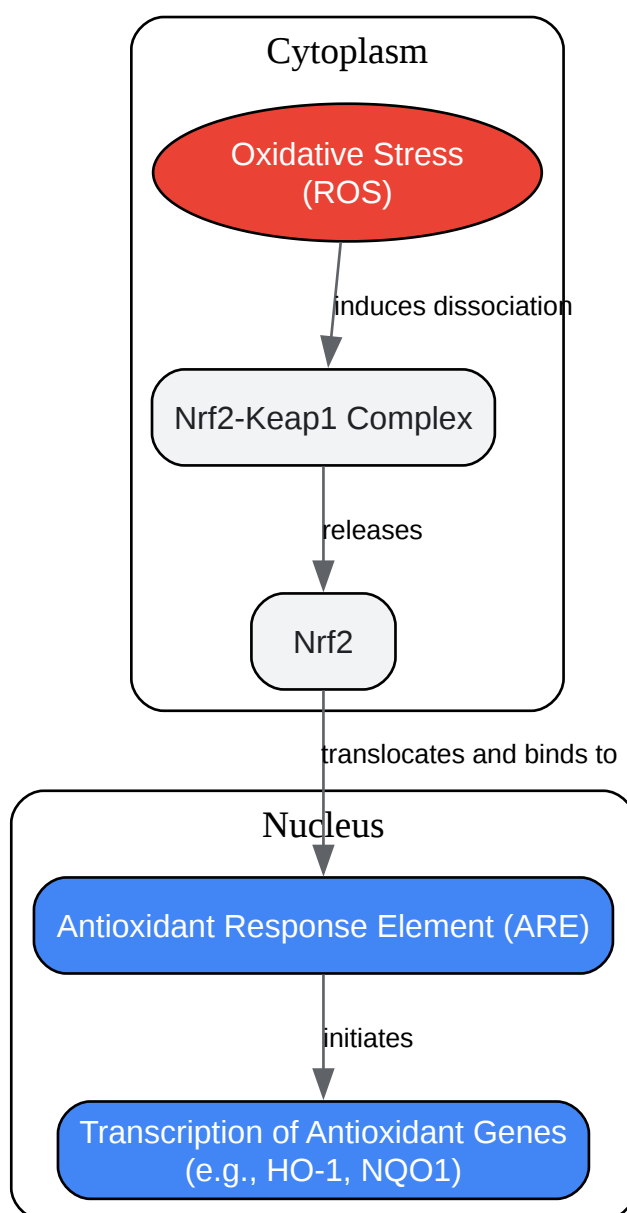 Cytoplasm
Oxidative Stress
(ROS)
induces dissociation
Nrf2-Keap1 Complex
releases
Nrf2
translocates and binds to
Nucleus
Antioxidant Response Element (ARE)
initiates
Transcription of Antioxidant Genes
(e.g., HO-1, NQO1)